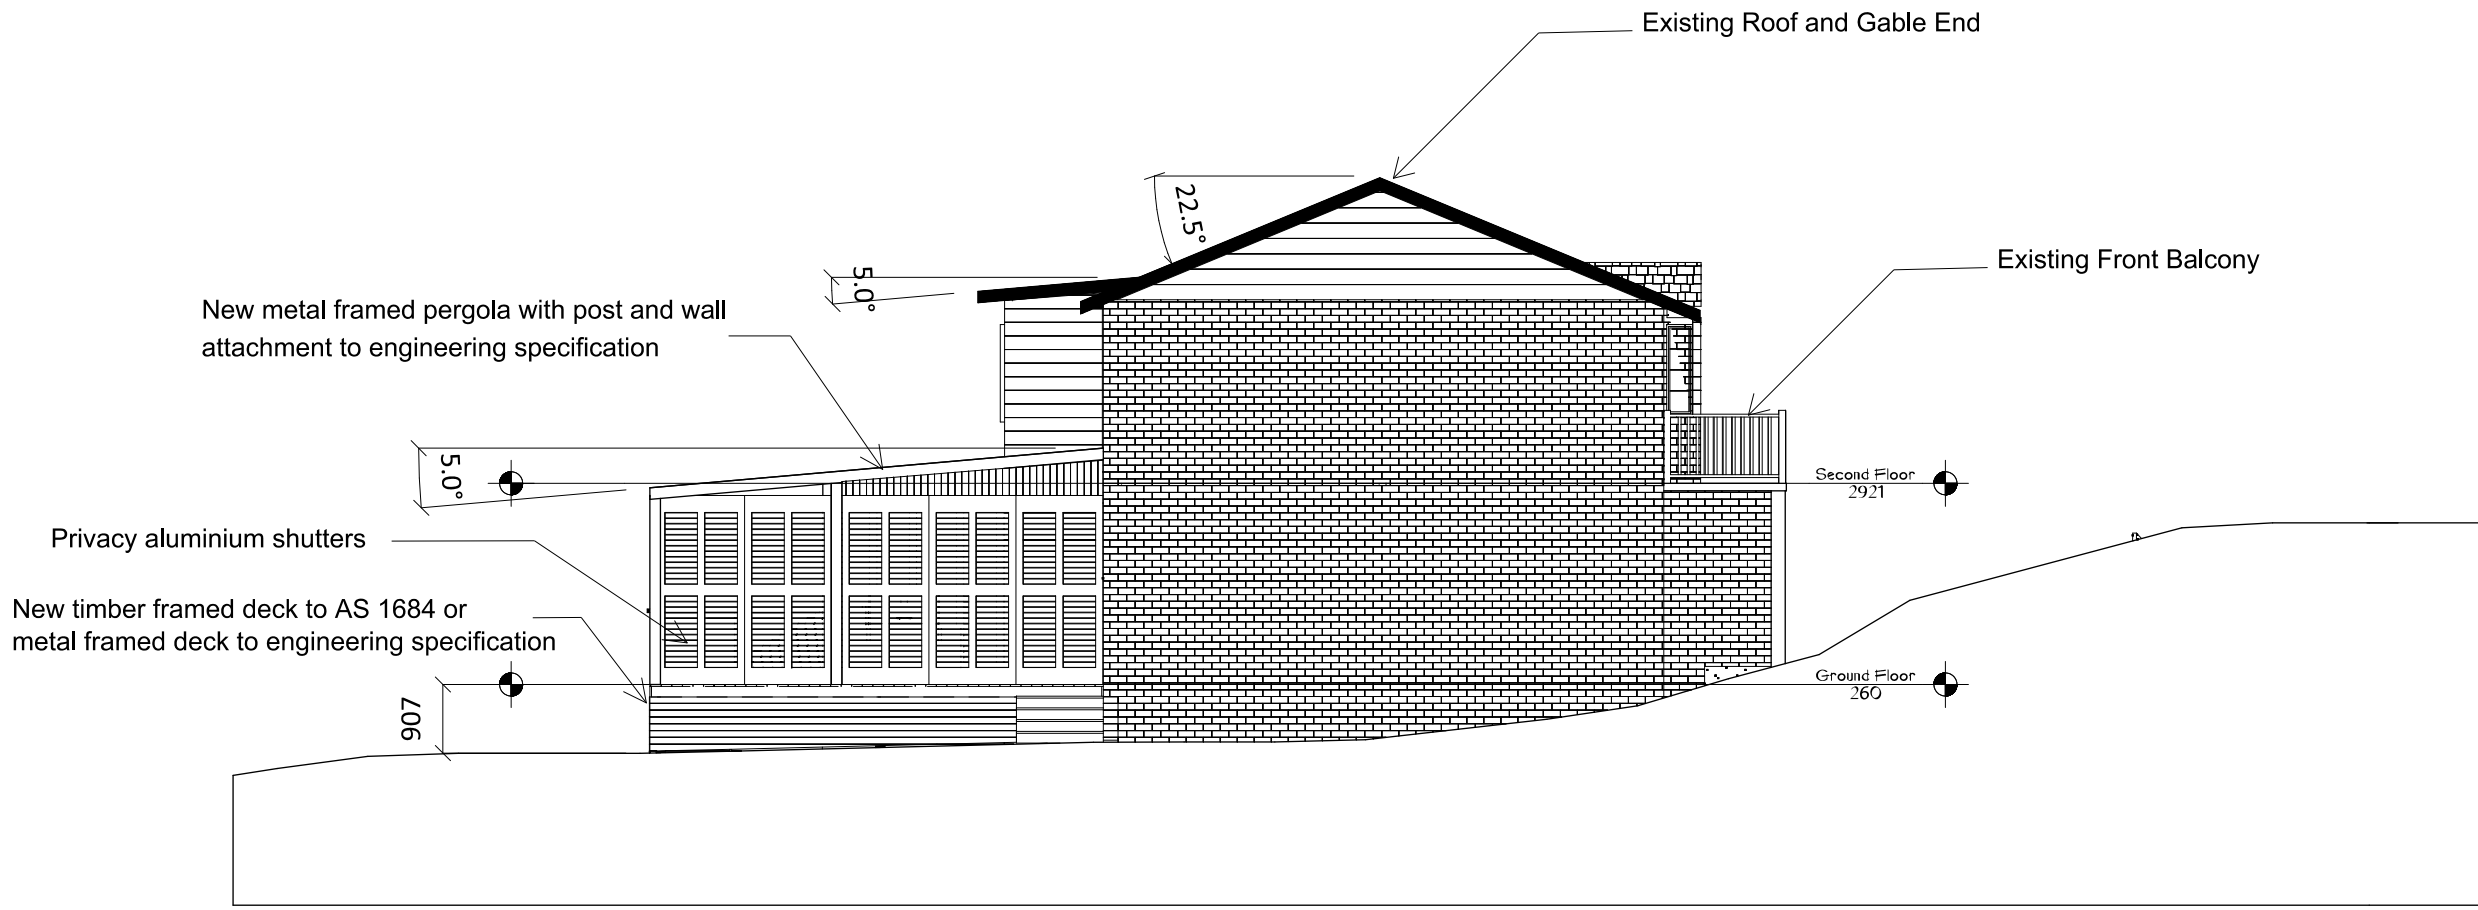 Existing Roof and Gable End
22.5°
Existing Front Balcony
5.0°
New metal framed pergola with post and wall
attachment to engineering specification
5.0°
Second Floor
2921
Privacy aluminium shutters
New timber framed deck to AS 1684 or
metal framed deck to engineering specification
Ground Floor
260
907